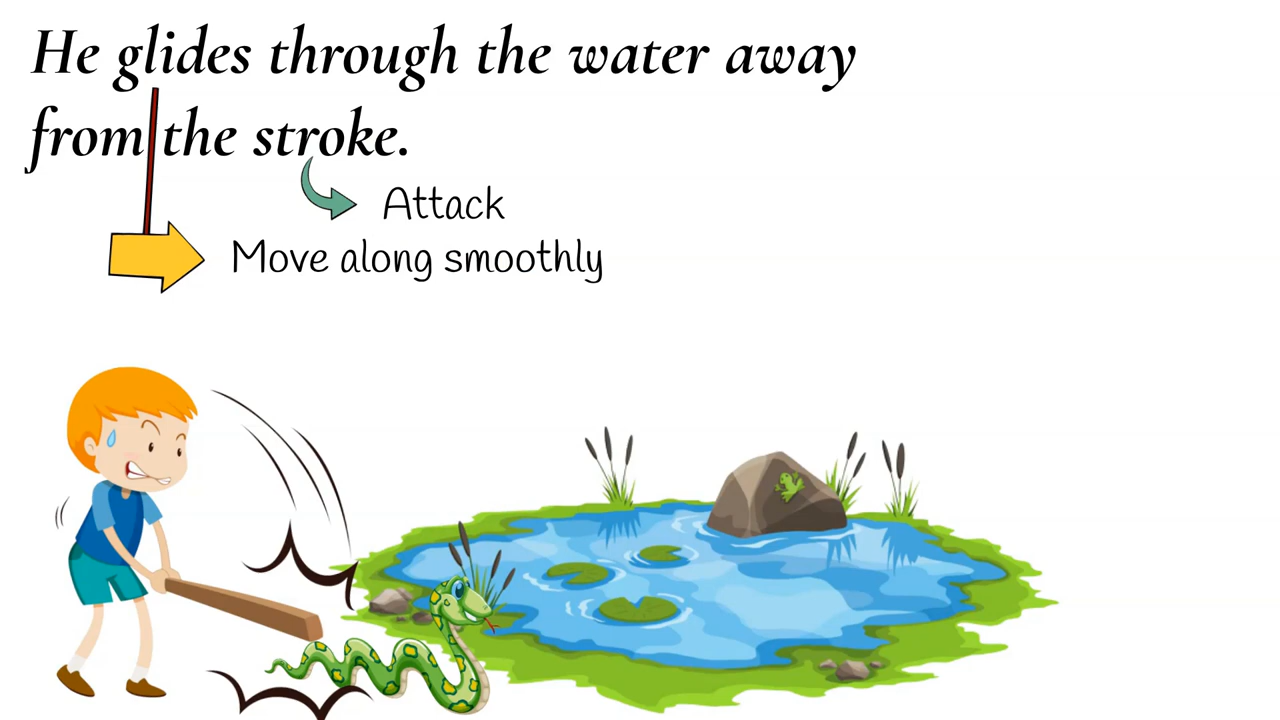 He glides through the water away
from the stroke.
Attack
Move along smoothly